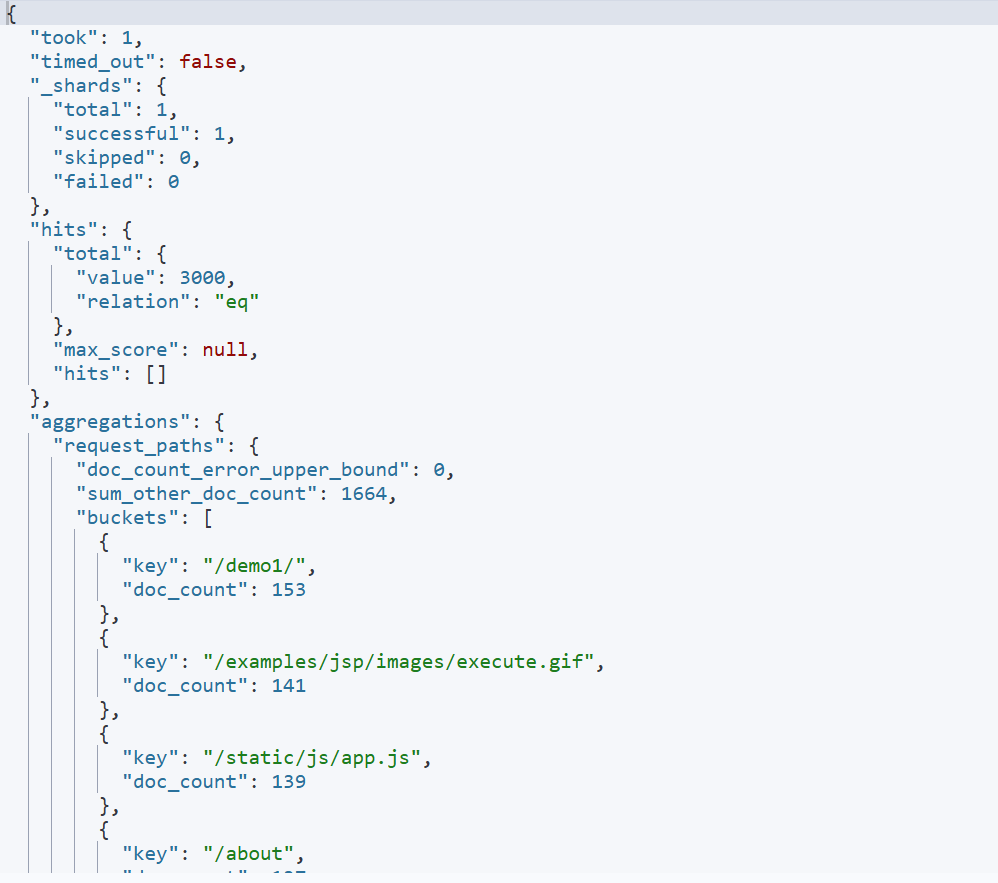 {
  "took": 1,
  "timed_out": false,
  "_shards": {
    "total": 1,
    "successful": 1,
    "skipped": 0,
    "failed": 0
  },
  "hits": {
    "total": {
      "value": 3000,
      "relation": "eq"
    },
    "max_score": null,
    "hits": []
  },
  "aggregations": {
    "request_paths": {
      "doc_count_error_upper_bound": 0,
      "sum_other_doc_count": 1664,
      "buckets": [
        {
          "key": "/demo1/",
          "doc_count": 153
        },
        {
          "key": "/examples/jsp/images/execute.gif",
          "doc_count": 141
        },
        {
          "key": "/static/js/app.js",
          "doc_count": 139
        },
        {
          "key": "/about",